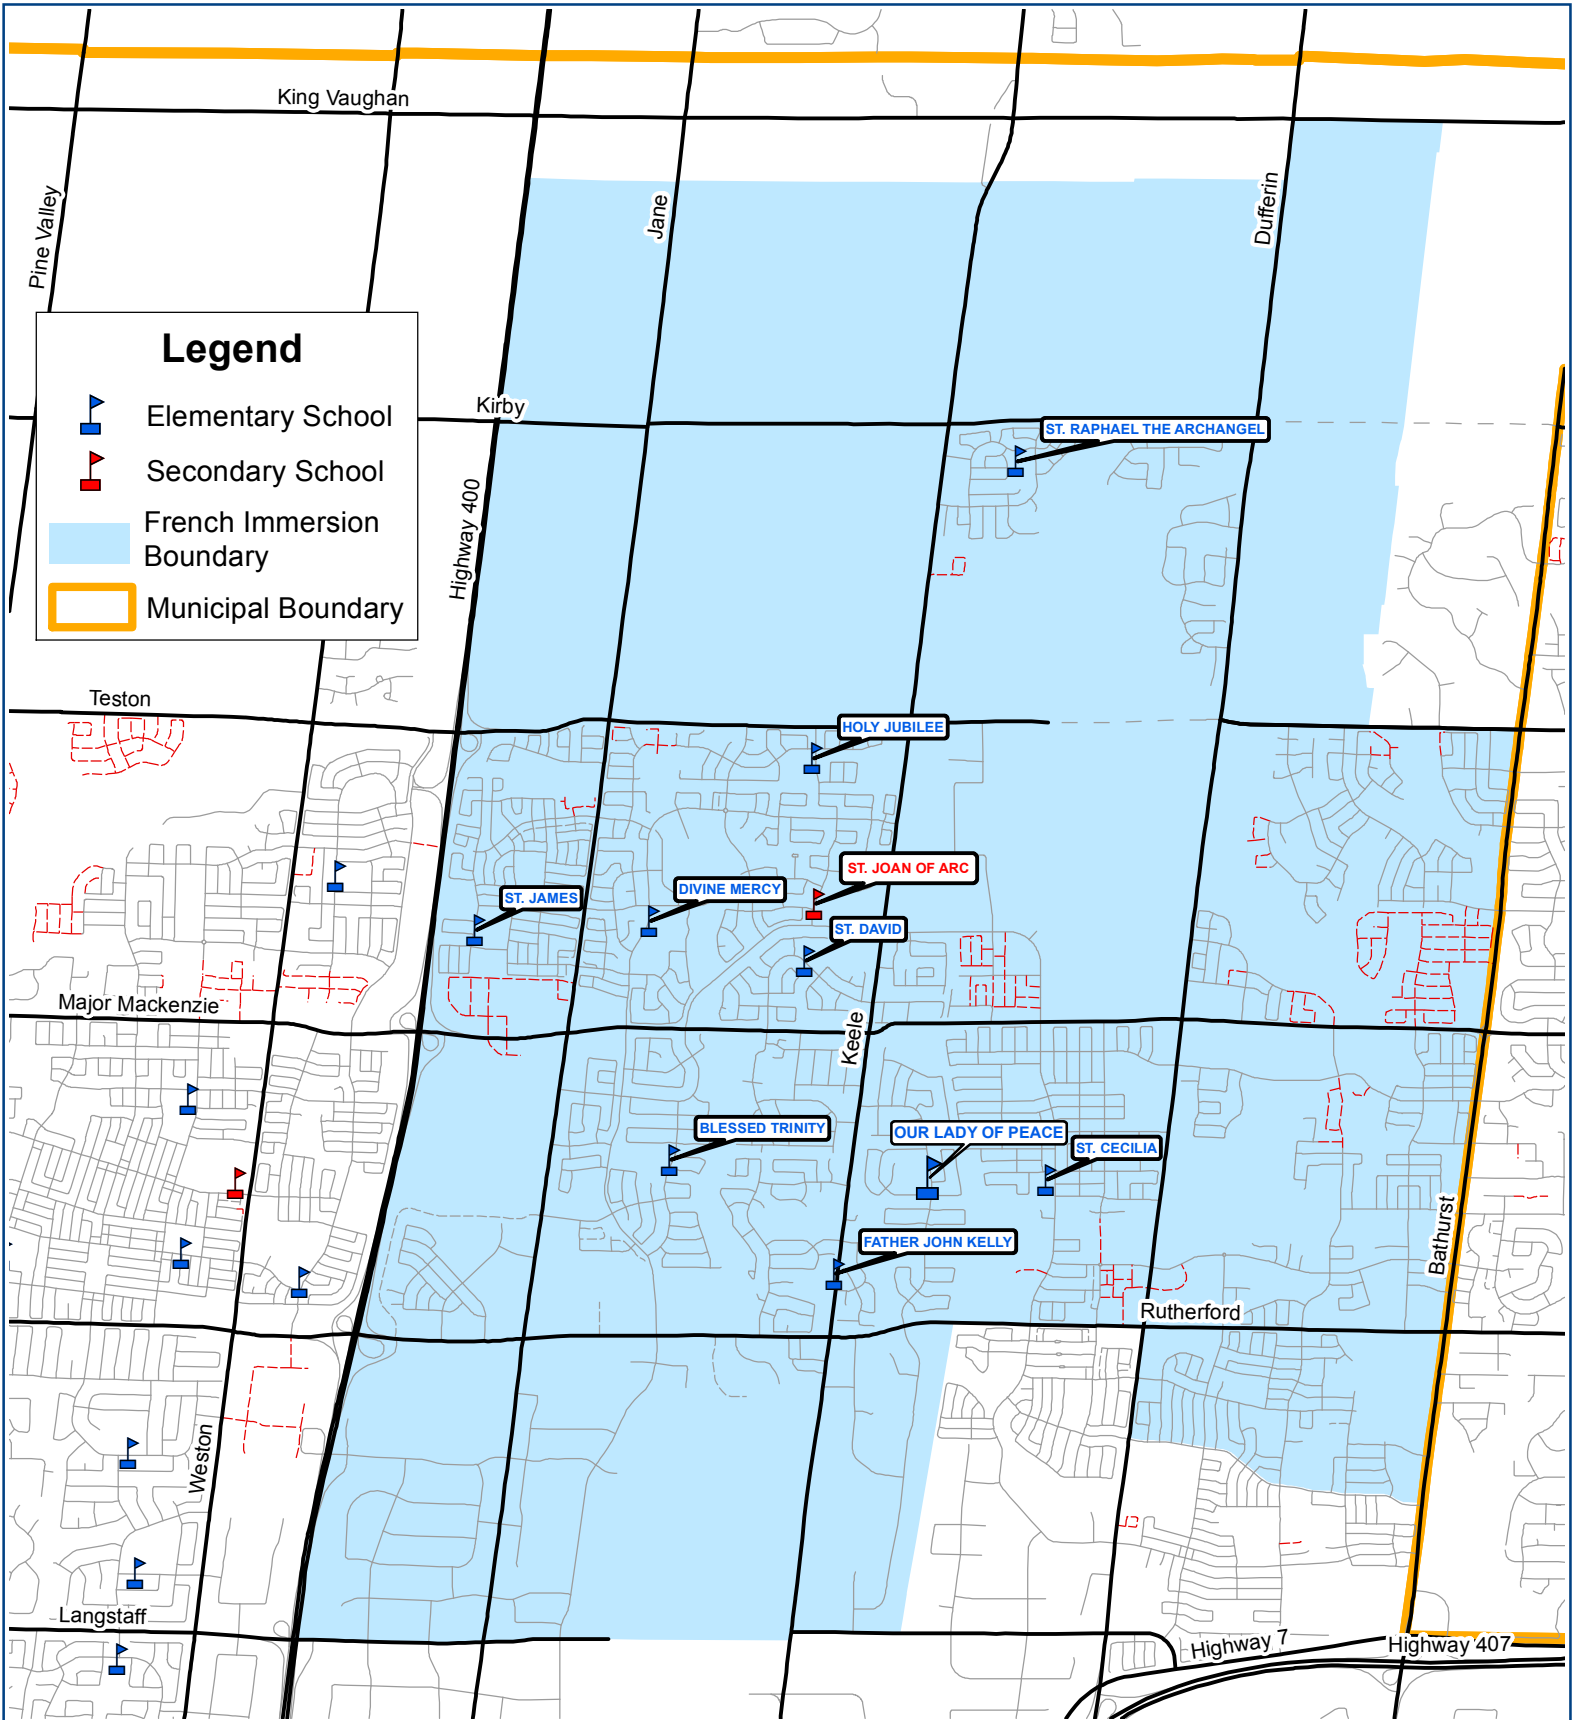 King Vaughan
Pine Valley
Jane
Dufferin
Legend
Elementary School
Secondary School
French Immersion
Boundary
Municipal Boundary
Kirby
ST. RAPHAEL THE ARCHANGEL
Highway 400
Teston
HOLY JUBILEE
ST. JOAN OF ARC
DIVINE MERCY
ST. JAMES
ST. DAVID
Major Mackenzie
Keele
BLESSED TRINITY
OUR LADY OF PEACE
ST. CECILIA
Bathurst
FATHER JOHN KELLY
Rutherford
Weston
Langstaff
Highway 7
Highway 407